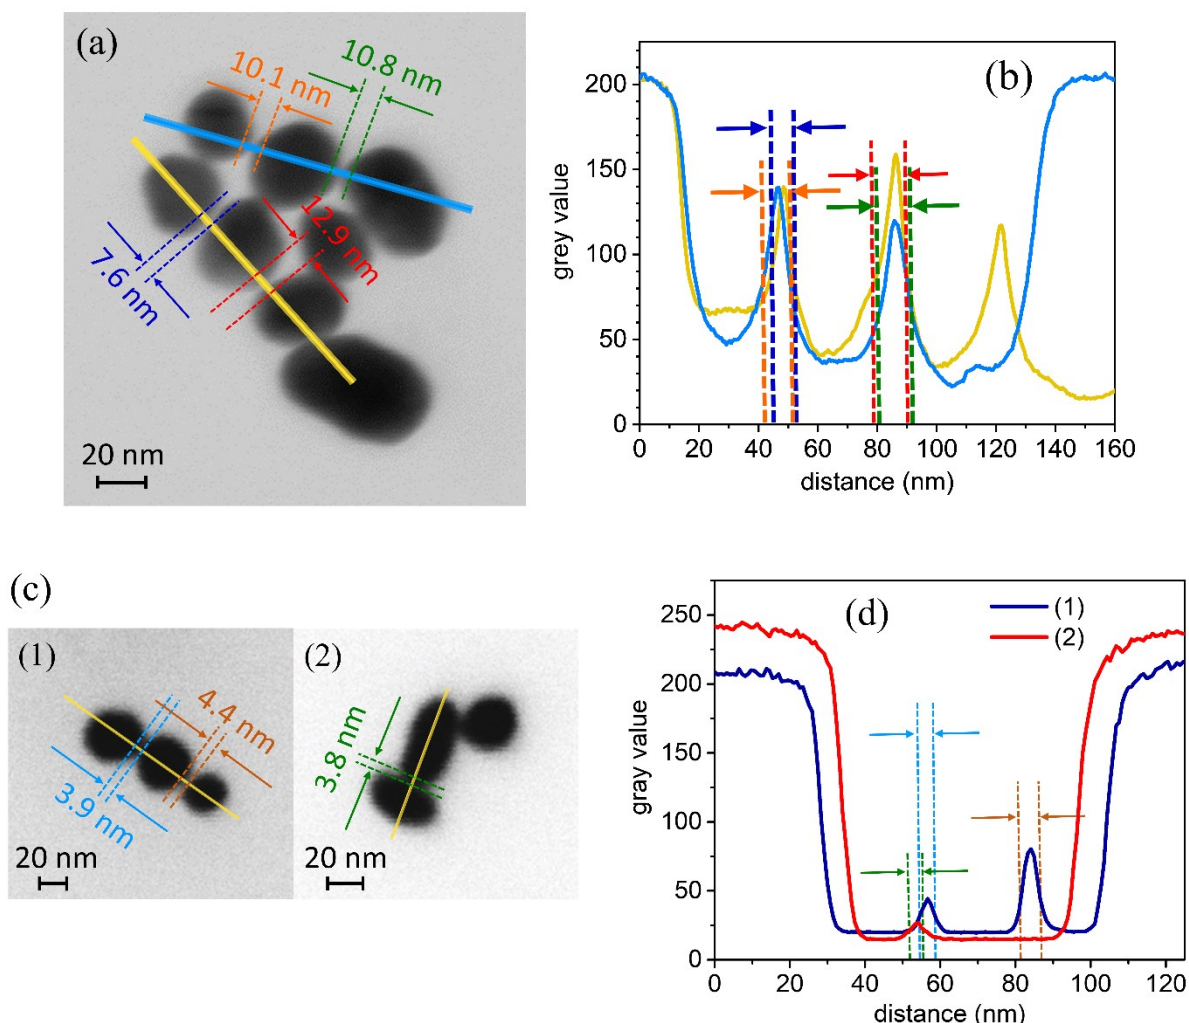 (a)
10.1 nm
10.8 nm
12.9 nm
7.6 nm
20 nm
(b)
grey value
200
150
100
50
0
0 20 40 60 80 100 120 140 160
distance (nm)
(c)
(1)
4.4 nm
3.9 nm
20 nm
(2)
3.8 nm
20 nm
(d)
(1)
(2)
gray value
250
200
150
100
50
0
0 20 40 60 80 100 120
distance (nm)